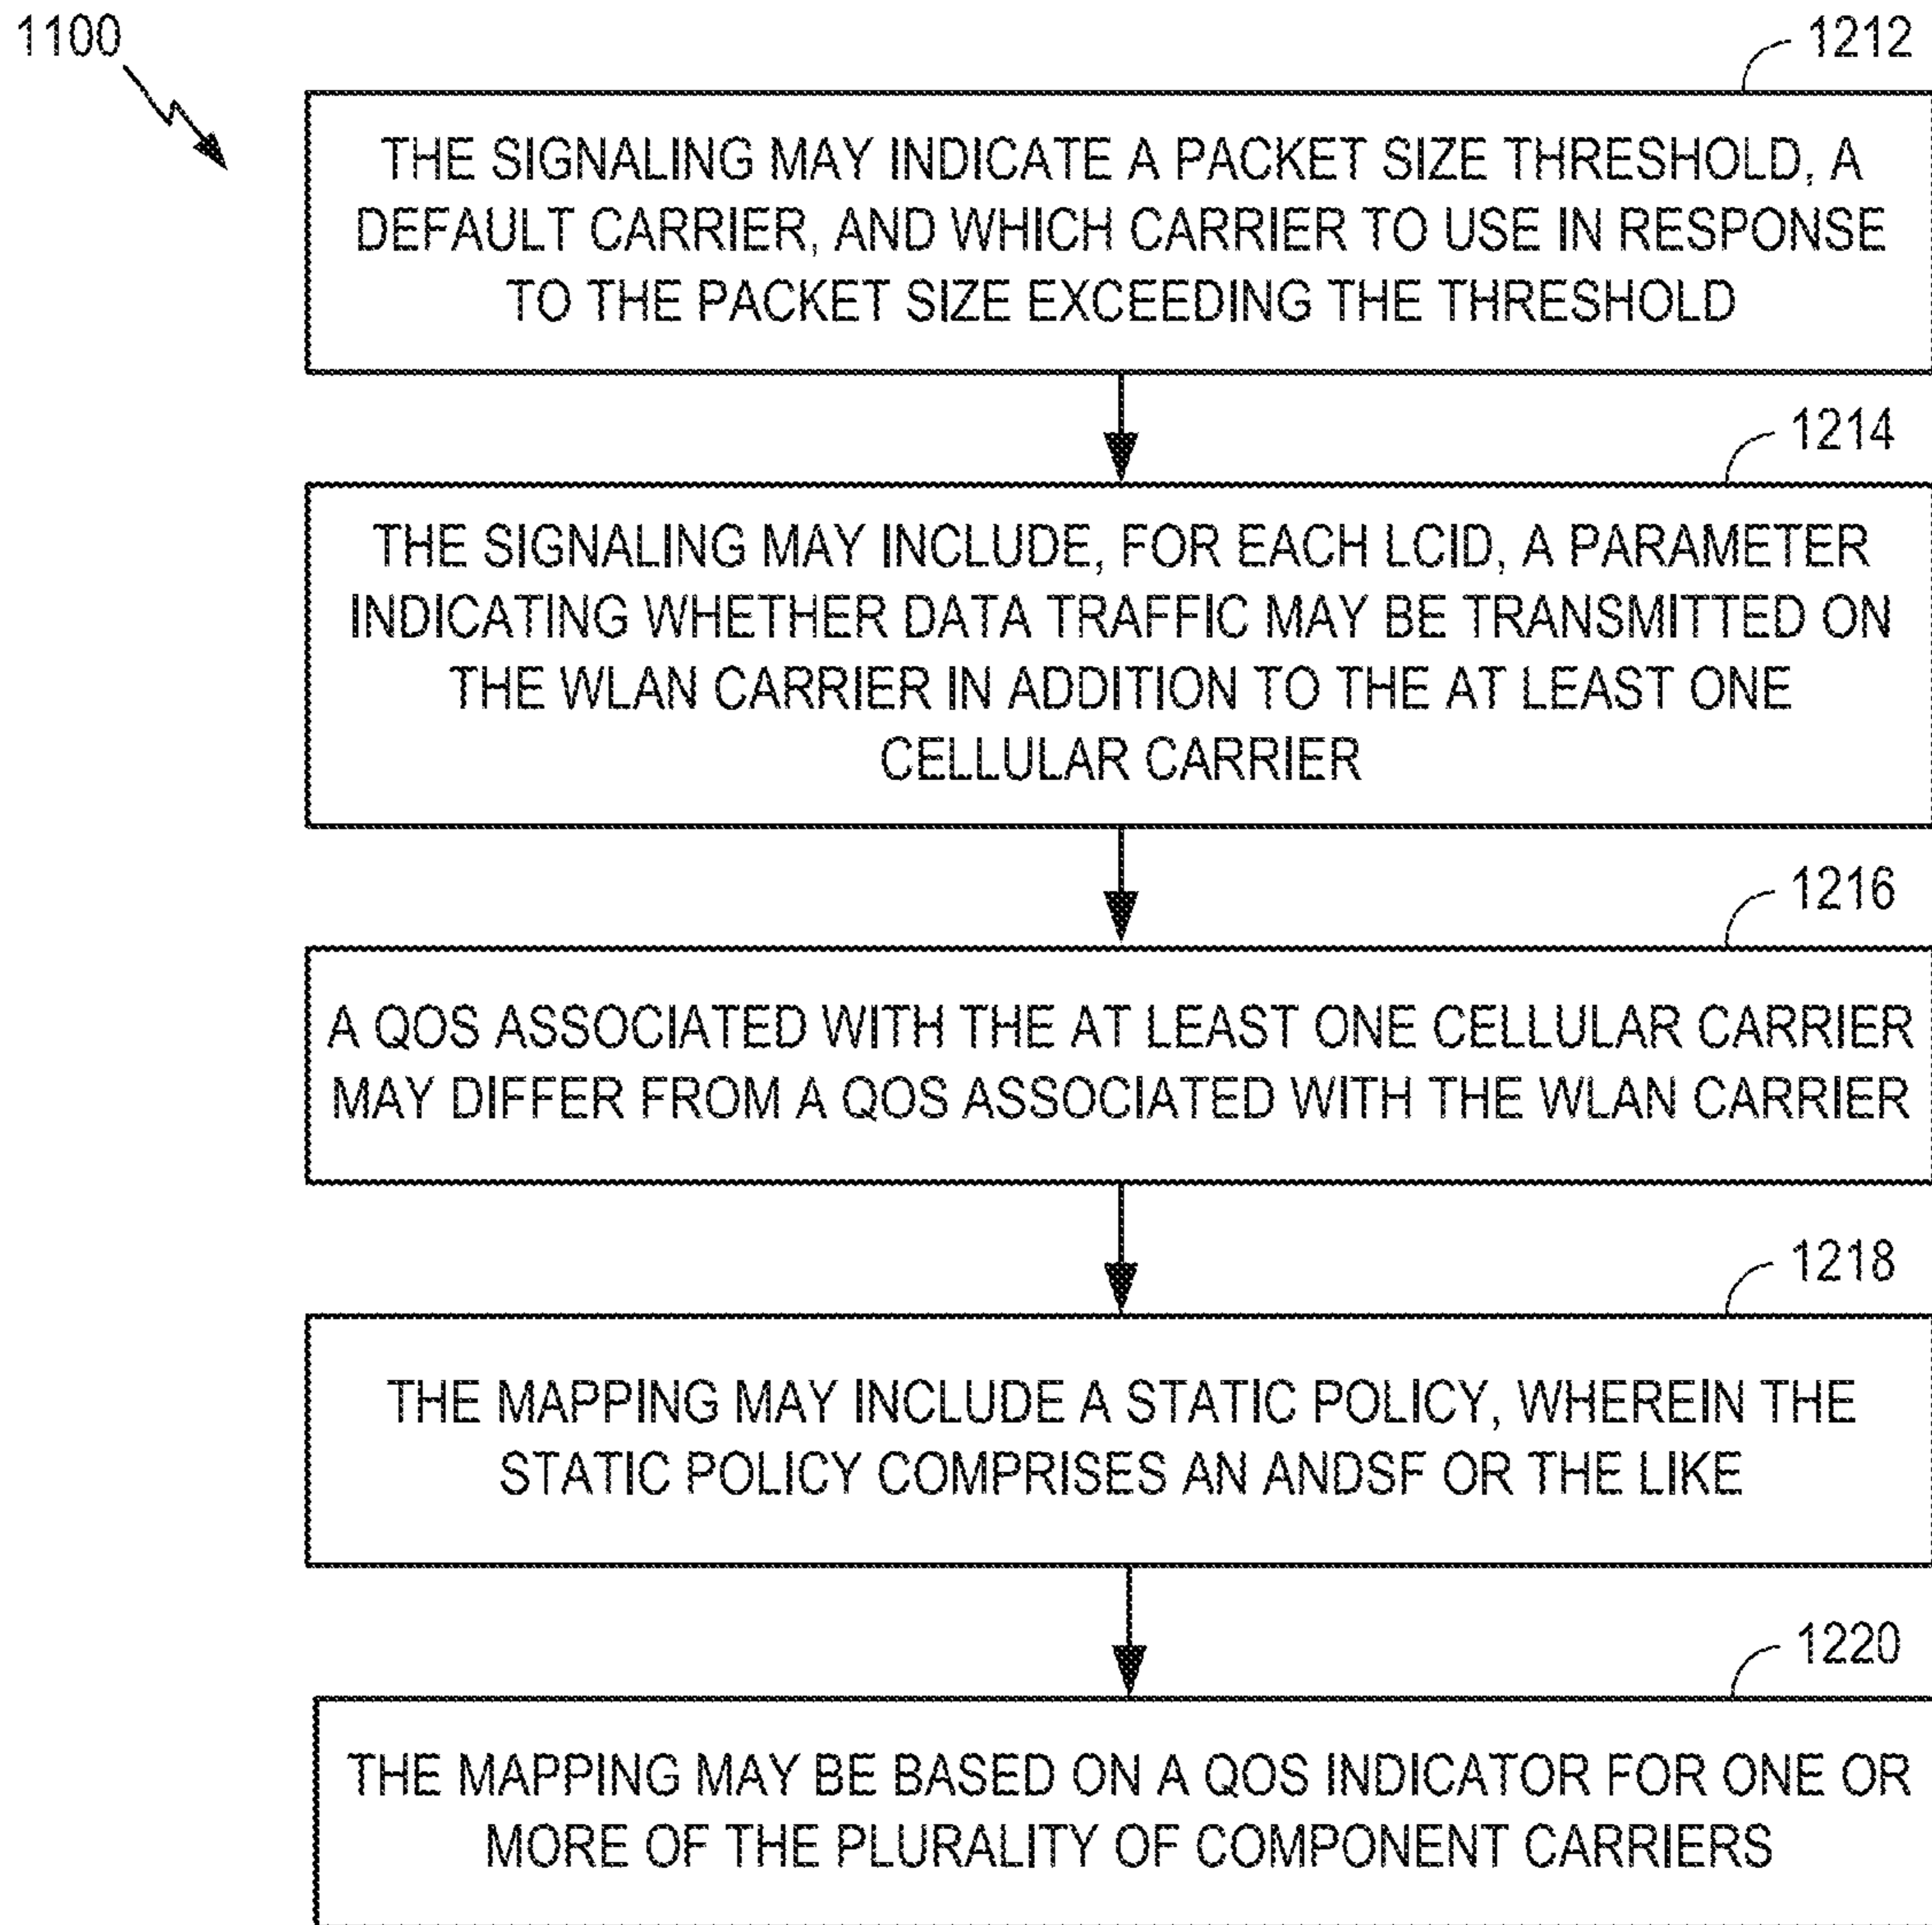 1100
1212
THE SIGNALING MAY INDICATE A PACKET SIZE THRESHOLD, A
DEFAULT CARRIER, AND WHICH CARRIER TO USE IN RESPONSE
TO THE PACKET SIZE EXCEEDING THE THRESHOLD
1214
THE SIGNALING MAY INCLUDE, FOR EACH LCID, A PARAMETER
INDICATING WHETHER DATA TRAFFIC MAY BE TRANSMITTED ON
THE WLAN CARRIER IN ADDITION TO THE AT LEAST ONE
CELLULAR CARRIER
1216
A QOS ASSOCIATED WITH THE AT LEAST ONE CELLULAR CARRIER
MAY DIFFER FROM A QOS ASSOCIATED WITH THE WLAN CARRIER
1218
THE MAPPING MAY INCLUDE A STATIC POLICY, WHEREIN THE
STATIC POLICY COMPRISES AN ANDSF OR THE LIKE
1220
THE MAPPING MAY BE BASED ON A QOS INDICATOR FOR ONE OR
MORE OF THE PLURALITY OF COMPONENT CARRIERS